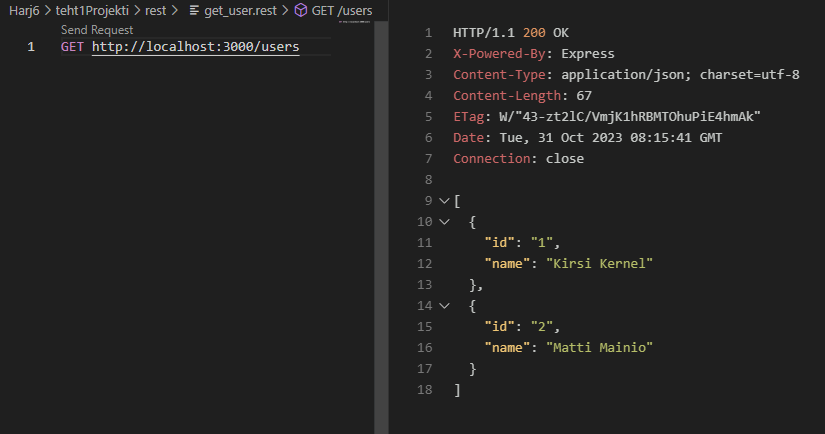 Harj6 > teht1Projekti > rest > get_user.rest > GET /users
Send Request
1 GET http://localhost:3000/users
1 HTTP/1.1 200 OK
2 X-Powered-By: Express
3 Content-Type: application/json; charset=utf-8
4 Content-Length: 67
5 ETag: W/"43-zt2lC/VmjK1hRBMTOhuPiE4hmAk"
6 Date: Tue, 31 Oct 2023 08:15:41 GMT
7 Connection: close
8
9 [
10 {
11 "id": "1",
12 "name": "Kirsi Kernel"
13 },
14 {
15 "id": "2",
16 "name": "Matti Mainio"
17 }
18 ]